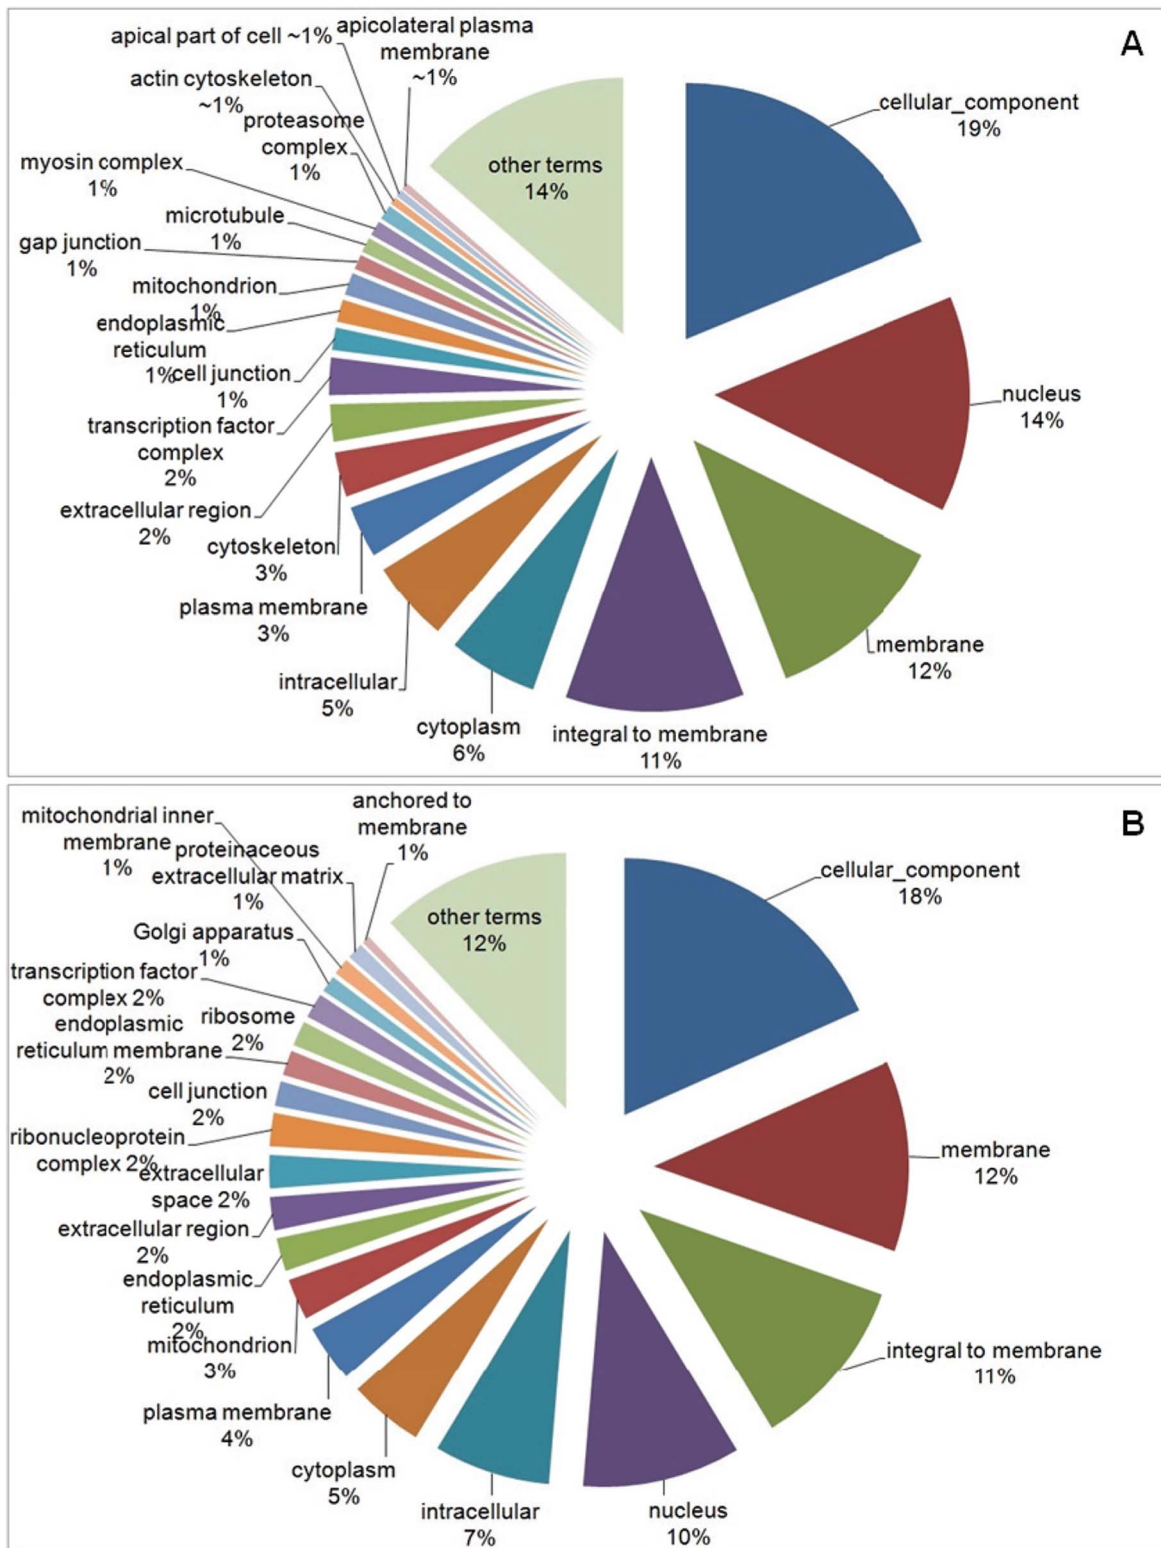 A
apical part of cell ~1%
apicolateral plasma
membrane
~1%
actin cytoskeleton
~1%
proteasome
complex
1%
myosin complex
1%
microtubule
1%
gap junction
1%
mitochondrion
1%
endoplasmic
reticulum
1%
cell junction
1%
transcription factor
complex
2%
extracellular region
2%
cytoskeleton
3%
plasma membrane
3%
intracellular
5%
cytoplasm
6%
integral to membrane
11%
membrane
12%
nucleus
14%
cellular_component
19%
other terms
14%
B
mitochondrial inner
membrane
1%
proteinaceous
extracellular matrix
1%
anchored to
membrane
1%
Golgi apparatus
1%
transcription factor
complex 2%
ribosome
2%
endoplasmic
reticulum membrane
2%
cell junction
2%
ribonucleoprotein
complex 2%
extracellular
space 2%
extracellular region
2%
endoplasmic
reticulum
2%
mitochondrion
3%
plasma membrane
4%
cytoplasm
5%
intracellular
7%
nucleus
10%
integral to membrane
11%
membrane
12%
cellular_component
18%
other terms
12%